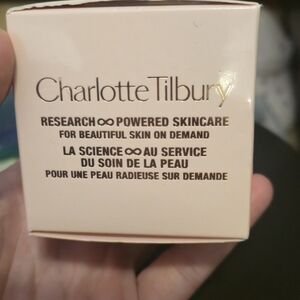 Charlotte Tilbury
RESEARCH ∞ POWERED SKINCARE
FOR BEAUTIFUL SKIN ON DEMAND
LA SCIENCE ∞ AU SERVICE
DU SOIN DE LA PEAU
POUR UNE PEAU RADIEUSE SUR DEMANDE